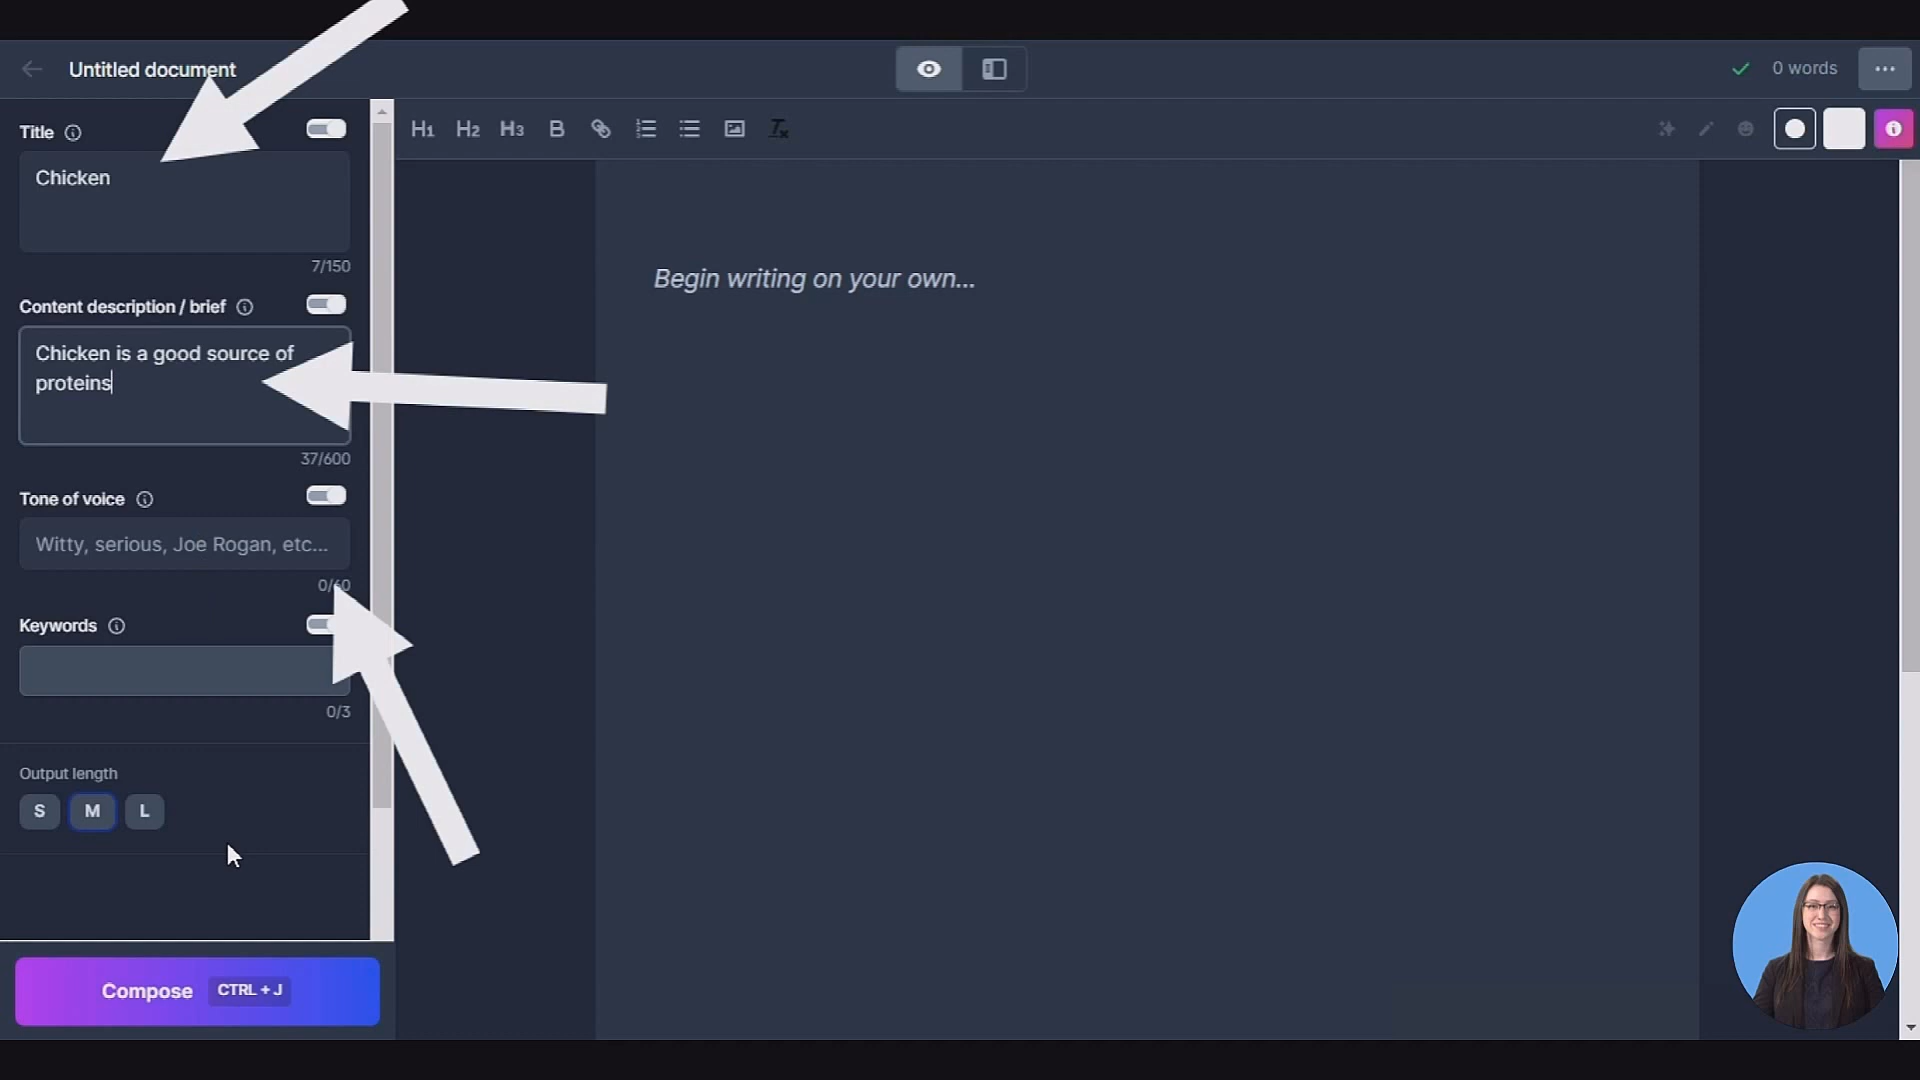 Untitled document
0 words
Title
Chicken
7/150
Content description / brief
Chicken is a good source of
proteins
37/600
Tone of voice
Witty, serious, Joe Rogan, etc...
0/60
Keywords
0/3
Output length
S M L
Compose CTRL + J
H1 H2 H3 B
Begin writing on your own...